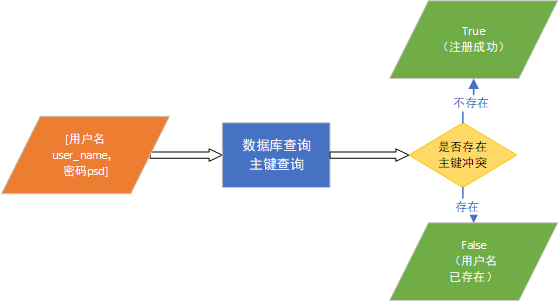 True
（注册成功）
不存在
[用户名
user_name，
密码psd]
数据库查询
主键查询
是否存在
主键冲突
存在
False
（用户名
已存在）